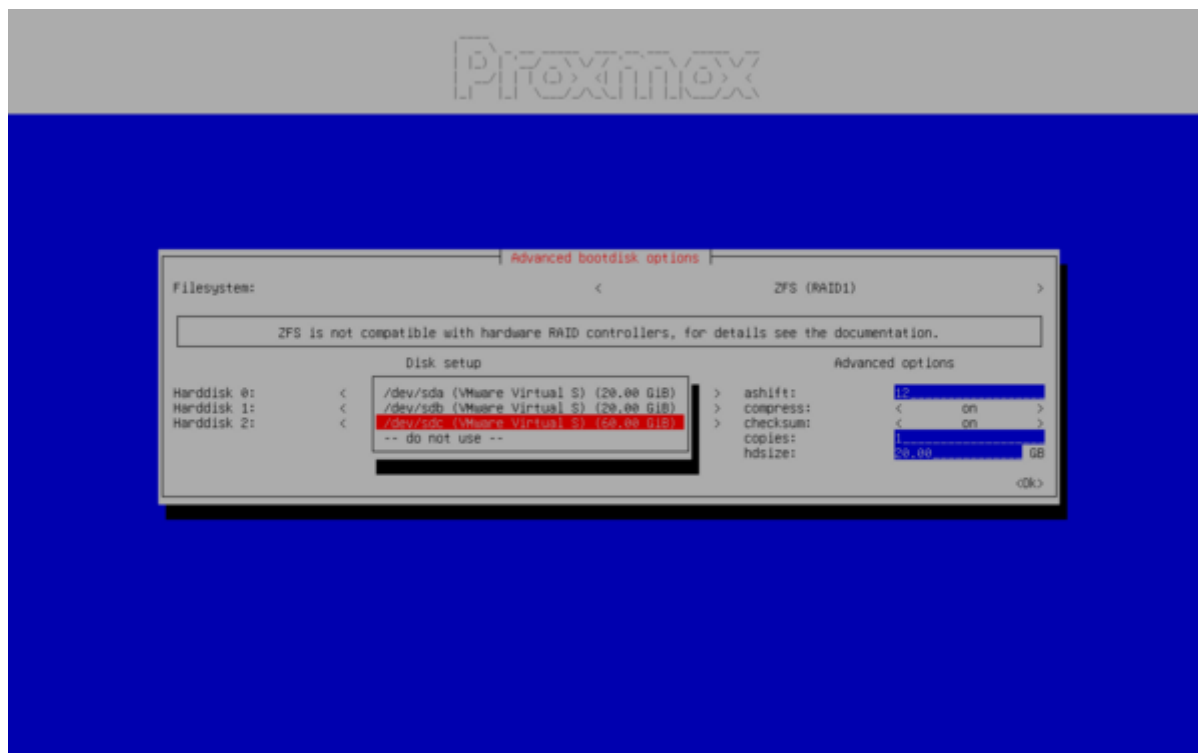 Proxmox
Advanced bootdisk options
Filesystem: < ZFS (RAID1) >
ZFS is not compatible with hardware RAID controllers, for details see the documentation.
Disk setup Advanced options
Harddisk 0: < /dev/sda (VMware Virtual S) (20.00 GiB) > ashift: 12
Harddisk 1: < /dev/sdb (VMware Virtual S) (20.00 GiB) > compress: < on >
Harddisk 2: < /dev/sdc (VMware Virtual S) (60.00 GiB) > checksum: < on >
-- do not use -- copies: 1
hdsize: 20.00 GB
<Ok>